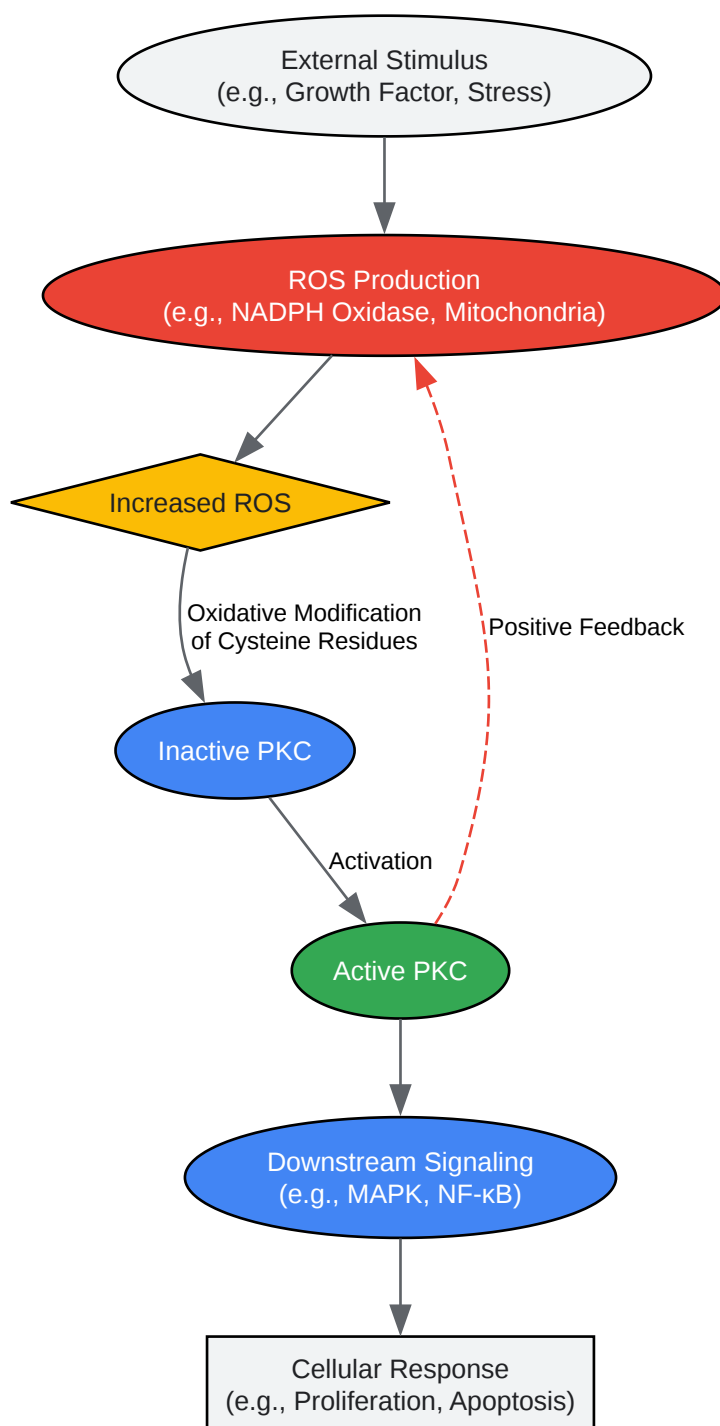 External Stimulus
(e.g., Growth Factor, Stress)
ROS Production
(e.g., NADPH Oxidase, Mitochondria)
Increased ROS
Oxidative Modification
of Cysteine Residues
Positive Feedback
Inactive PKC
Activation
Active PKC
Downstream Signaling
(e.g., MAPK, NF-κB)
Cellular Response
(e.g., Proliferation, Apoptosis)